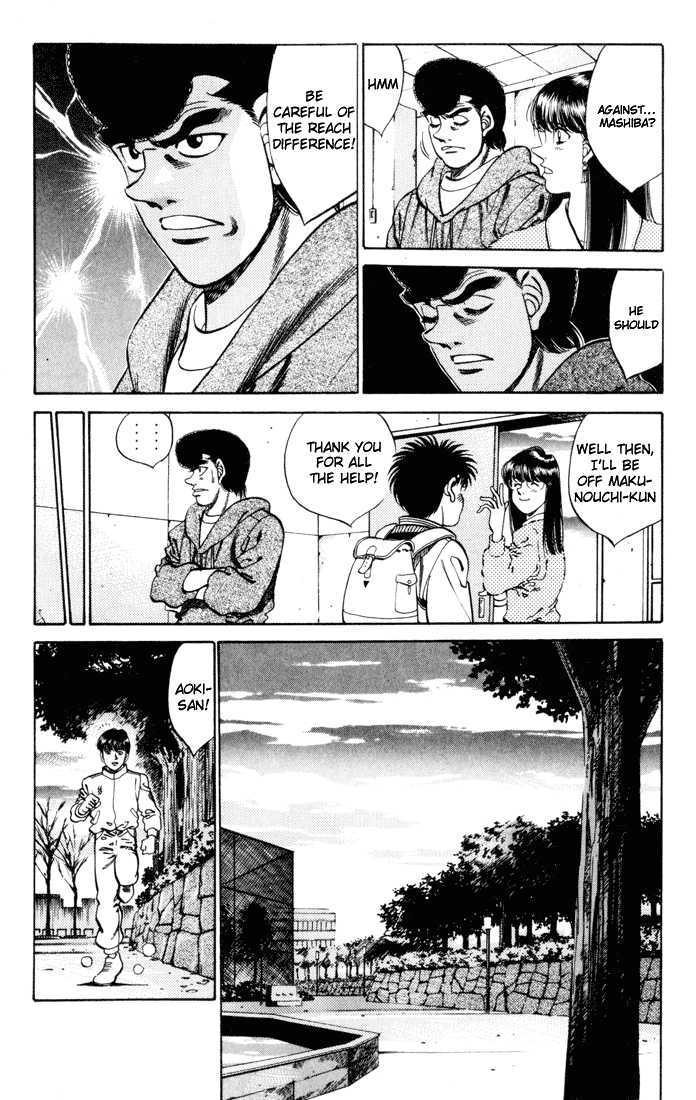 AGAINST...
MASHIBA?
HMM
BE
CAREFUL OF
THE REACH
DIFFERENCE!
HE
SHOULD
WELL THEN,
I'LL BE
OFF MAKU-
NOUCHI-KUN
THANK YOU
FOR ALL
THE HELP!
......
AOKI-
SAN!